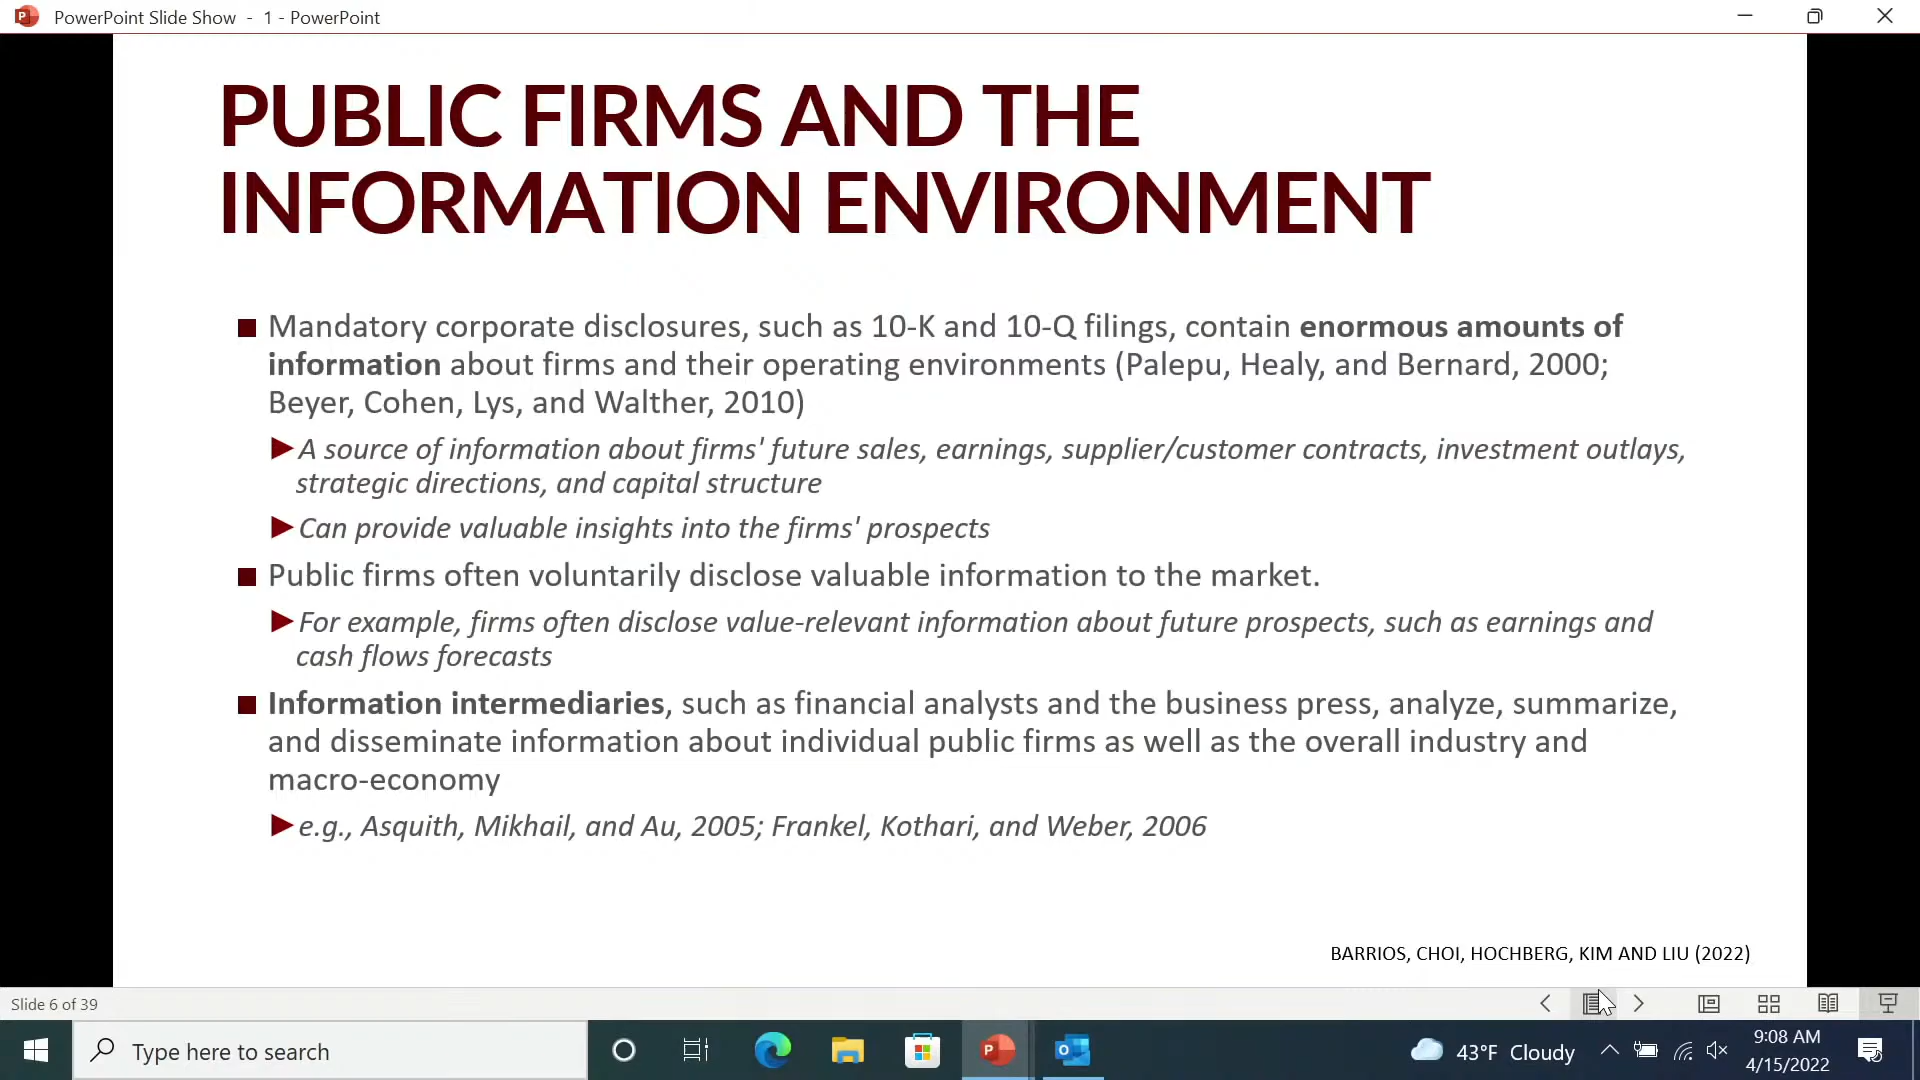 PowerPoint Slide Show - 1 - PowerPoint
PUBLIC FIRMS AND THE
INFORMATION ENVIRONMENT
Mandatory corporate disclosures, such as 10-K and 10-Q filings, contain enormous amounts of
information about firms and their operating environments (Palepu, Healy, and Bernard, 2000;
Beyer, Cohen, Lys, and Walther, 2010)
A source of information about firms' future sales, earnings, supplier/customer contracts, investment outlays,
strategic directions, and capital structure
Can provide valuable insights into the firms' prospects
Public firms often voluntarily disclose valuable information to the market.
For example, firms often disclose value-relevant information about future prospects, such as earnings and
cash flows forecasts
Information intermediaries, such as financial analysts and the business press, analyze, summarize,
and disseminate information about individual public firms as well as the overall industry and
macro-economy
e.g., Asquith, Mikhail, and Au, 2005; Frankel, Kothari, and Weber, 2006
BARRIOS, CHOI, HOCHBERG, KIM AND LIU (2022)
Slide 6 of 39
Type here to search
43°F Cloudy
9:08 AM
4/15/2022